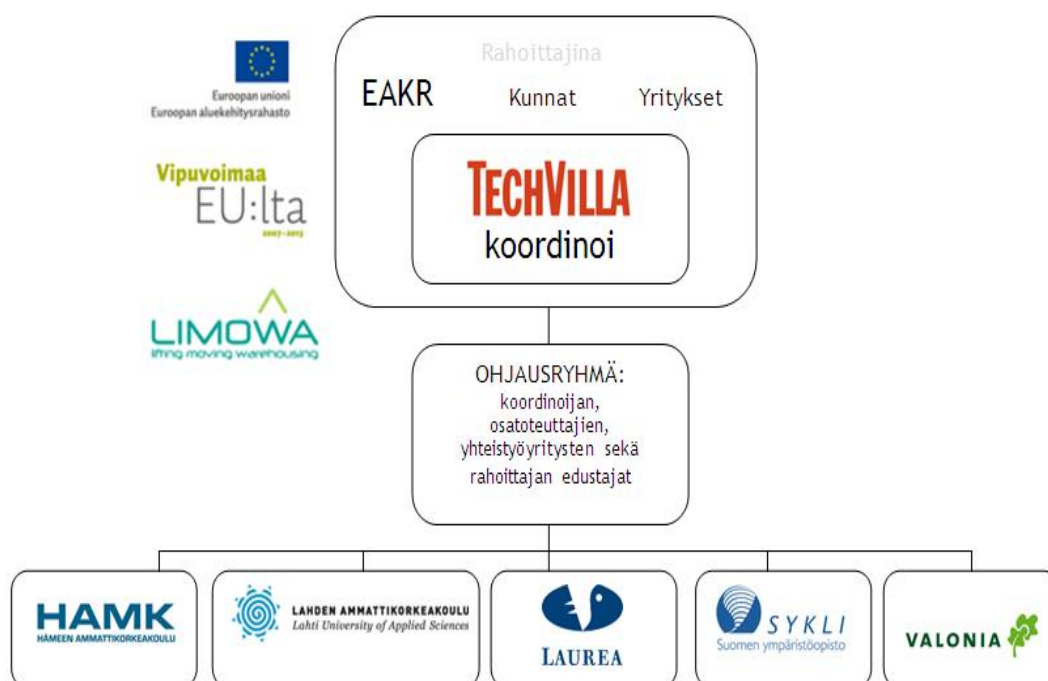 Euroopan unioni
Euroopan aluekehitysrahasto
Vipuvoimaa
EU:lta
2007–2013
LIMOWA
lifting moving warehousing
Rahoittajina
EAKR Kunnat Yritykset
TECHVILLA
koordinoi
OHJAUSRYHMÄ:
koordinoijan,
osatoteuttajien,
yhteistyöyritysten sekä
rahoittajan edustajat
HAMK
HÄMEEN AMMATTIKORKEAKOULU
LAHDEN AMMATTIKORKEAKOULU
Lahti University of Applied Sciences
LAUREA
SYKLI
Suomen ympäristöopisto
VALONIA